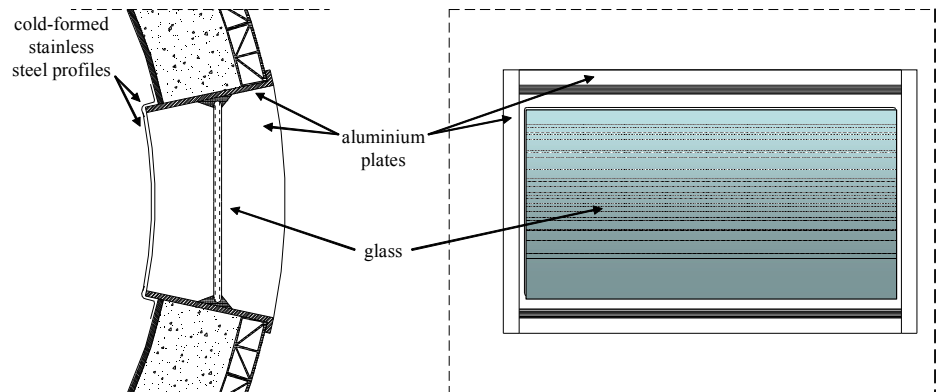 cold-formed
stainless
steel profiles
aluminium
plates
glass